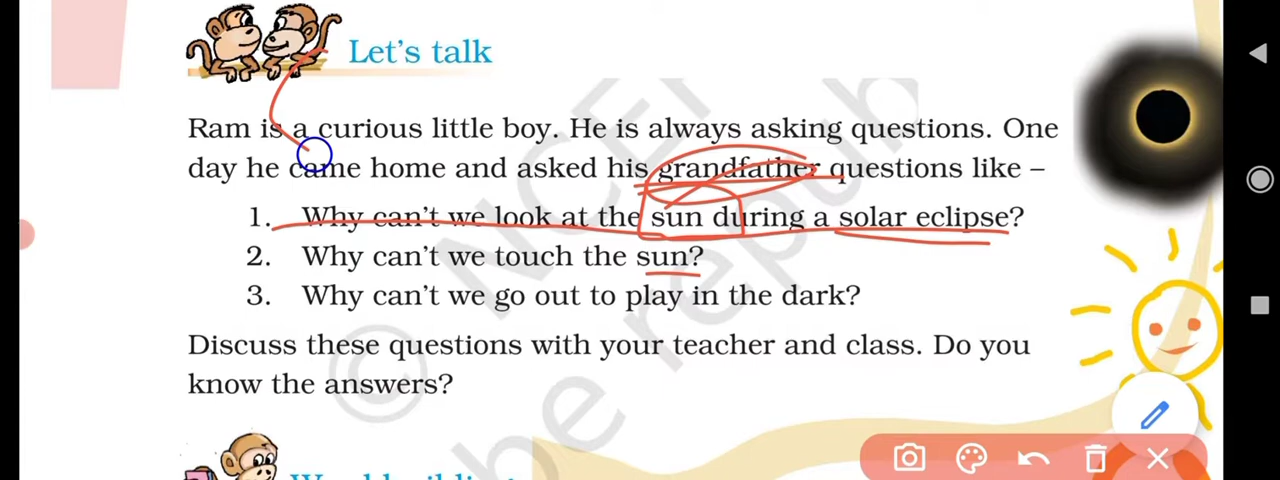 Let's talk
Ram is a curious little boy. He is always asking questions. One
day he came home and asked his grandfather questions like –
1. Why can't we look at the sun during a solar eclipse?
2. Why can't we touch the sun?
3. Why can't we go out to play in the dark?
Discuss these questions with your teacher and class. Do you
know the answers?